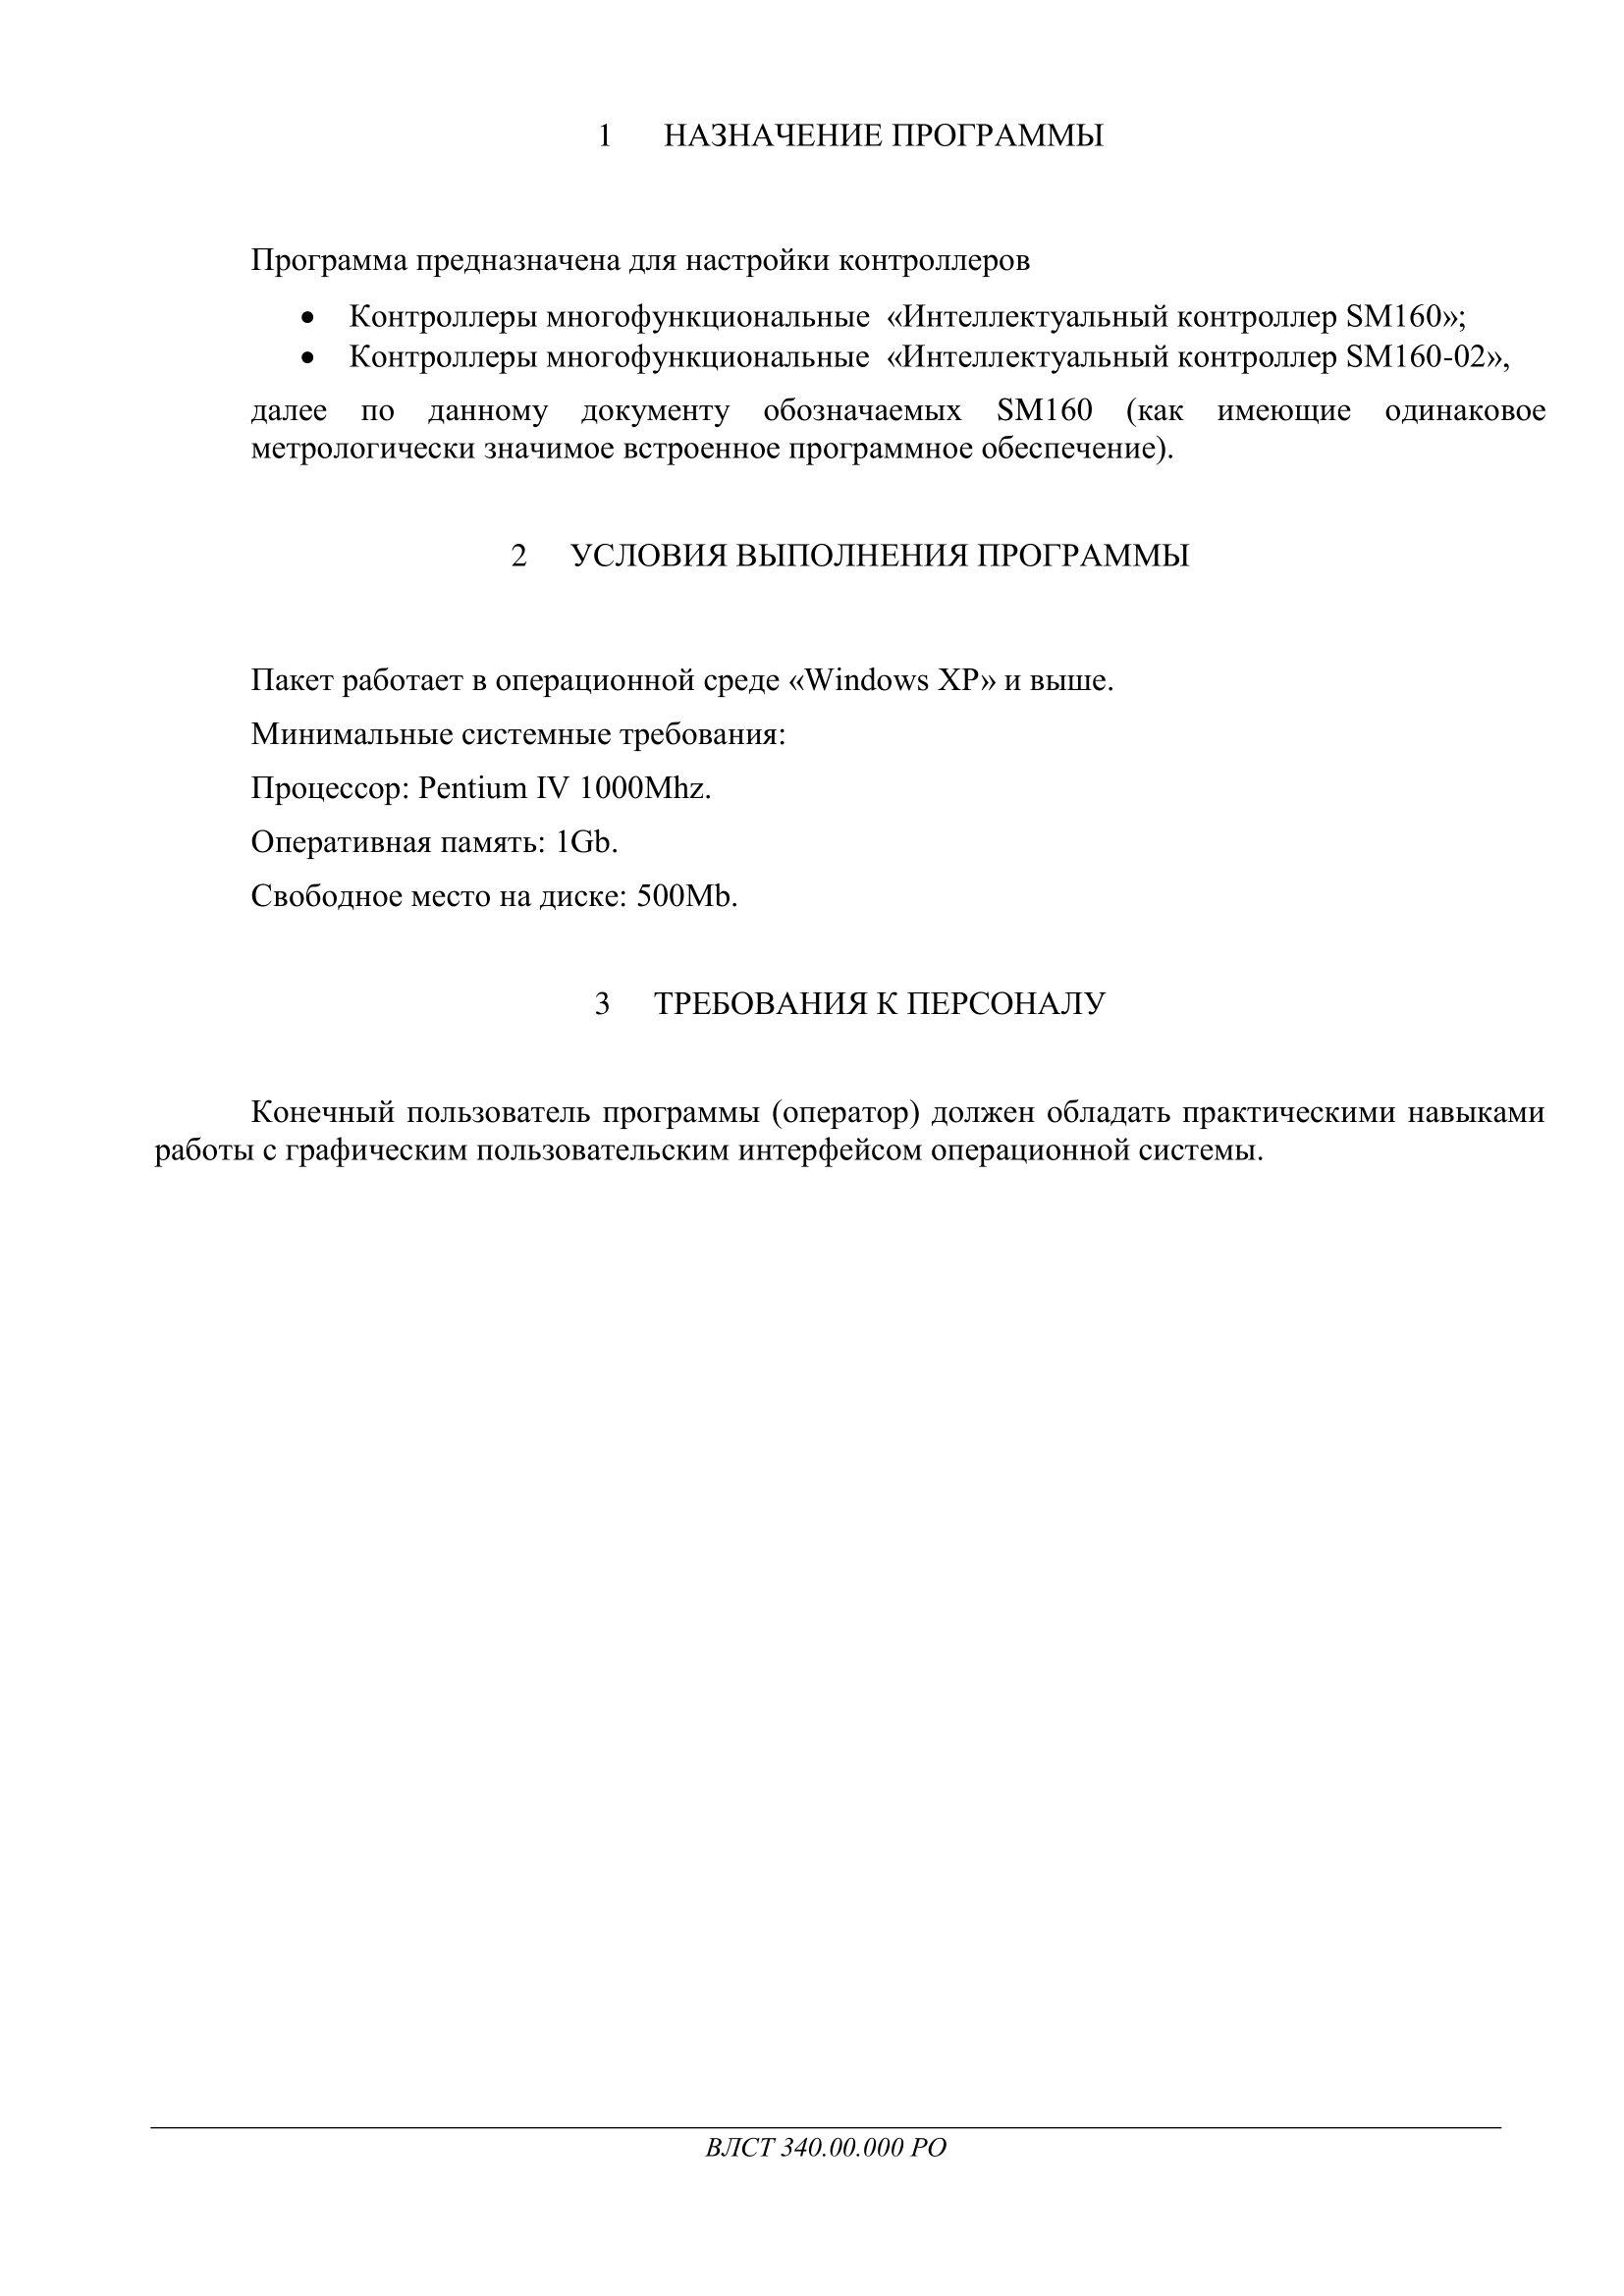 1 НАЗНАЧЕНИЕ ПРОГРАММЫ
Программа предназначена для настройки контроллеров
• Контроллеры многофункциональные «Интеллектуальный контроллер SM160»;
• Контроллеры многофункциональные «Интеллектуальный контроллер SM160-02»,
далее по данному документу обозначаемых SM160 (как имеющие одинаковое
метрологически значимое встроенное программное обеспечение).
2 УСЛОВИЯ ВЫПОЛНЕНИЯ ПРОГРАММЫ
Пакет работает в операционной среде «Windows XP» и выше.
Минимальные системные требования:
Процессор: Pentium IV 1000Mhz.
Оперативная память: 1Gb.
Свободное место на диске: 500Mb.
3 ТРЕБОВАНИЯ К ПЕРСОНАЛУ
Конечный пользователь программы (оператор) должен обладать практическими навыками
работы с графическим пользовательским интерфейсом операционной системы.
ВЛСТ 340.00.000 РО